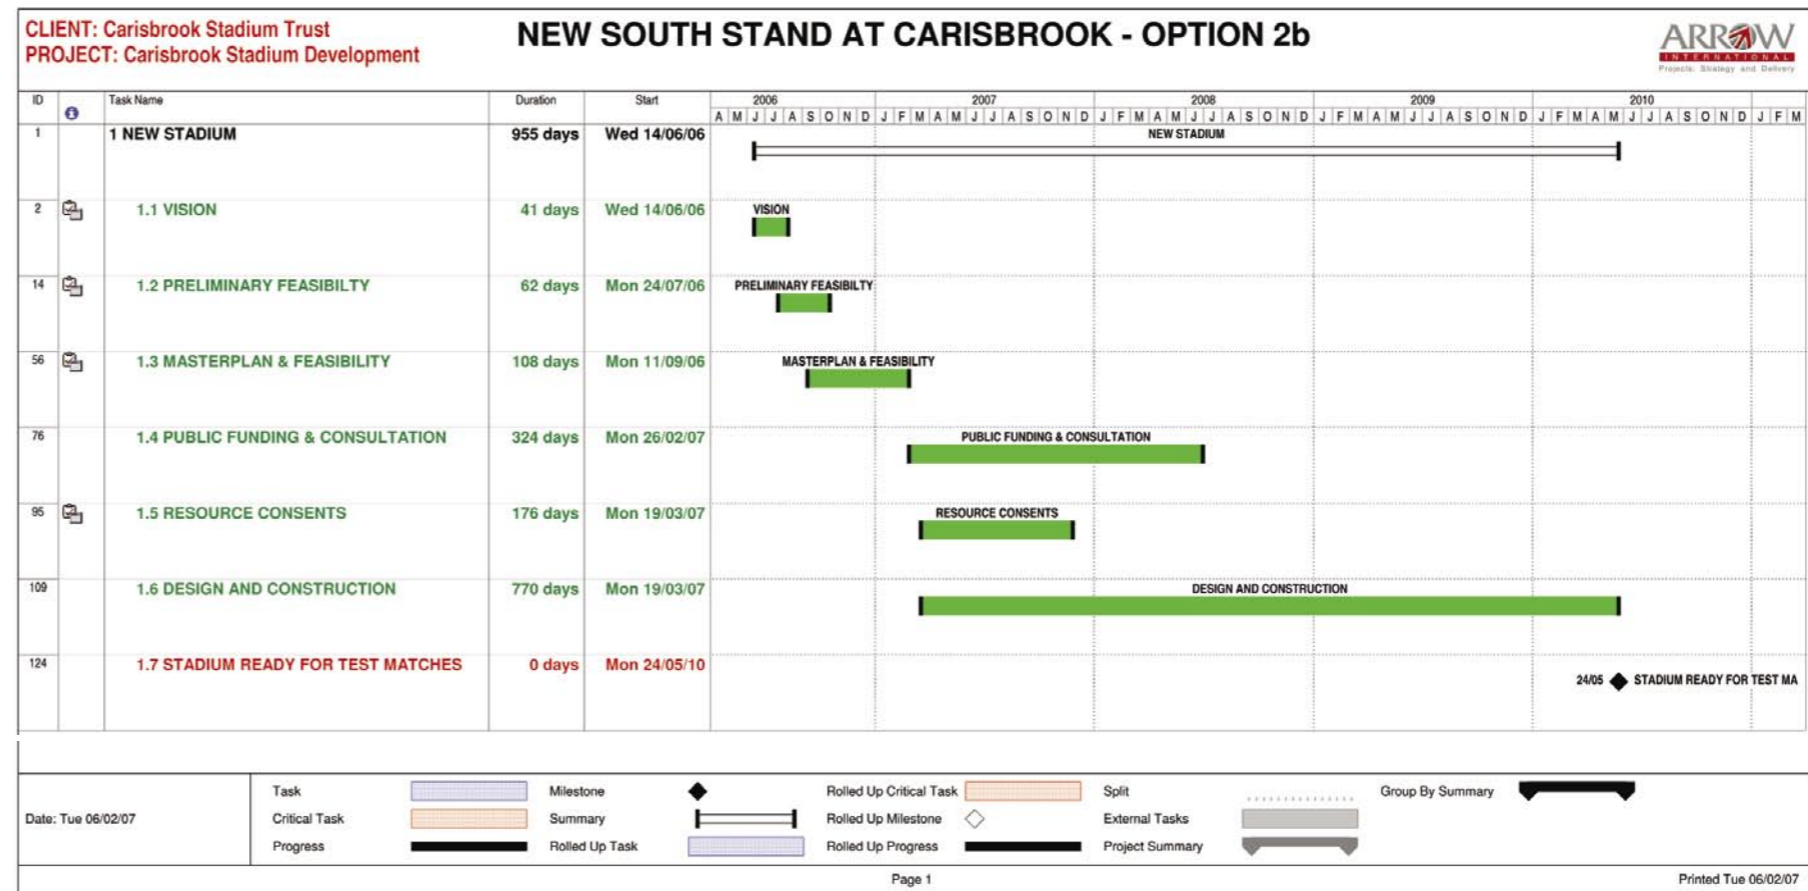 CLIENT: Carisbrook Stadium Trust
PROJECT: Carisbrook Stadium Development
NEW SOUTH STAND AT CARISBROOK - OPTION 2b
ARROW
INTERNATIONAL
Projects: Strategy and Delivery
ID Task Name Duration Start 2006 2007 2008 2009 2010
A M J J A S O N D J F M A M J J A S O N D J F M A M J J A S O N D J F M A M J J A S O N D J F M A M J J A S O N D J F M
1 1 NEW STADIUM 955 days Wed 14/06/06 NEW STADIUM
2 1.1 VISION 41 days Wed 14/06/06 VISION
14 1.2 PRELIMINARY FEASIBILTY 62 days Mon 24/07/06 PRELIMINARY FEASIBILTY
56 1.3 MASTERPLAN & FEASIBILITY 108 days Mon 11/09/06 MASTERPLAN & FEASIBILITY
76 1.4 PUBLIC FUNDING & CONSULTATION 324 days Mon 26/02/07 PUBLIC FUNDING & CONSULTATION
95 1.5 RESOURCE CONSENTS 176 days Mon 19/03/07 RESOURCE CONSENTS
109 1.6 DESIGN AND CONSTRUCTION 770 days Mon 19/03/07 DESIGN AND CONSTRUCTION
124 1.7 STADIUM READY FOR TEST MATCHES 0 days Mon 24/05/10
24/05 STADIUM READY FOR TEST MA
Task Milestone Rolled Up Critical Task Split Group By Summary
Date: Tue 06/02/07 Critical Task Summary Rolled Up Milestone External Tasks
Progress Rolled Up Task Rolled Up Progress Project Summary
Page 1 Printed Tue 06/02/07